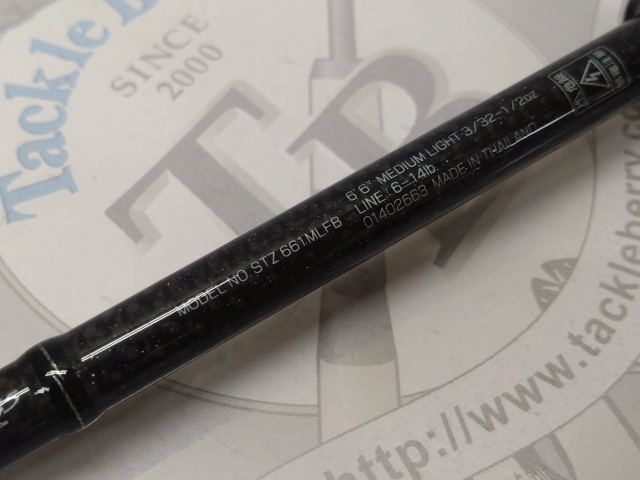 Tackle B
SINCE
2000
TB
MODEL NO. STZ 661MLFB
6'6" MEDIUM LIGHT 3/32-1/2oz
LINE: 6-14lb
01402663 MADE IN THAILAND
http://www.tackleberry.co